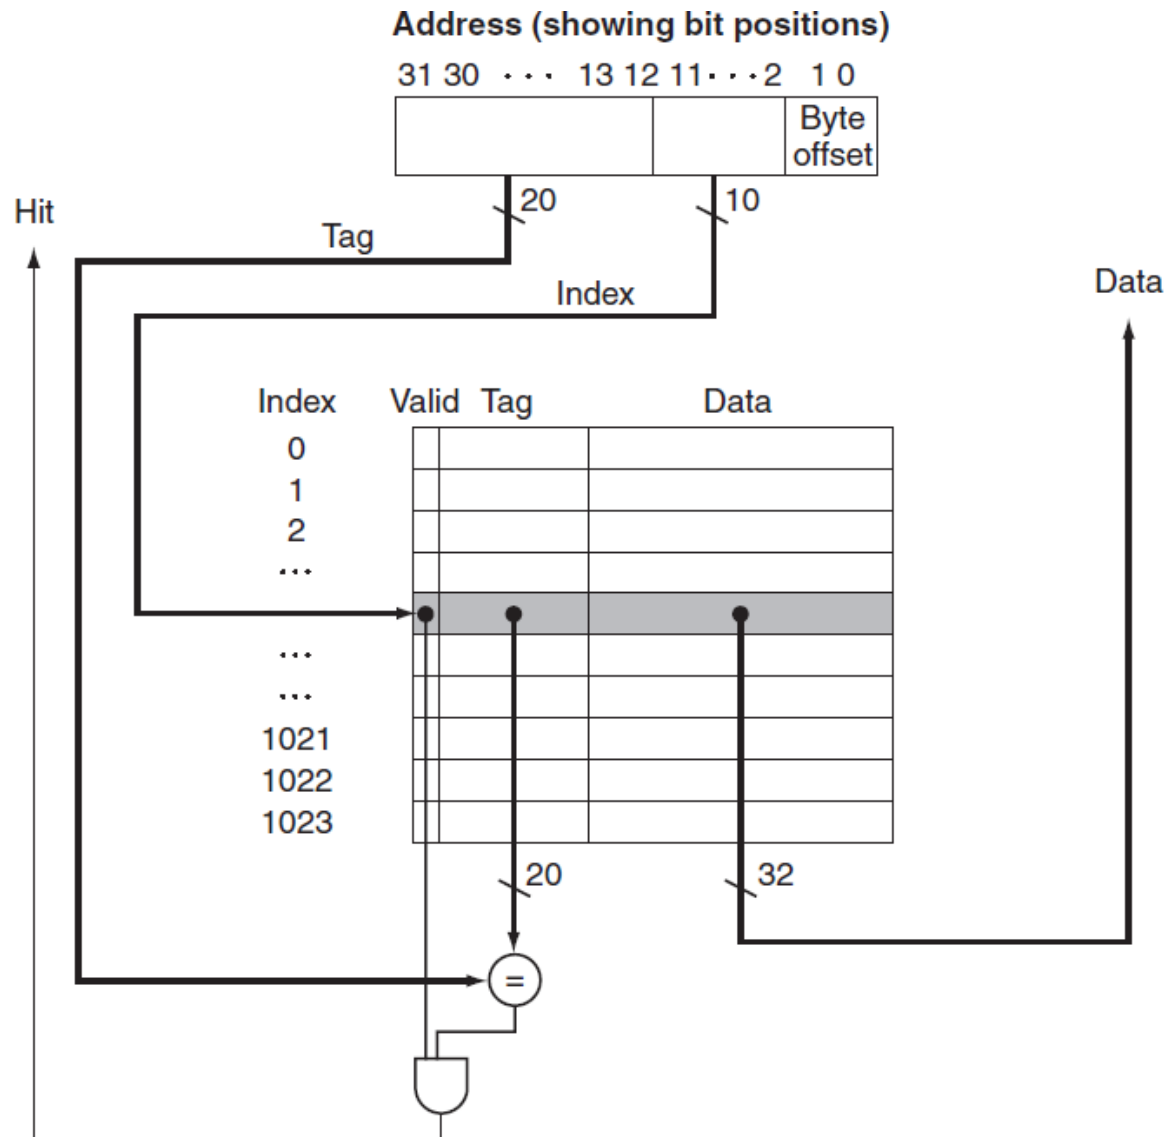 Address (showing bit positions)
31 30 ··· 13 12 11 ··· 2 1 0
Byte
offset
20
10
Hit
Tag
Data
Index
Index Valid Tag Data
0
1
2
···
···
···
1021
1022
1023
20
32
=